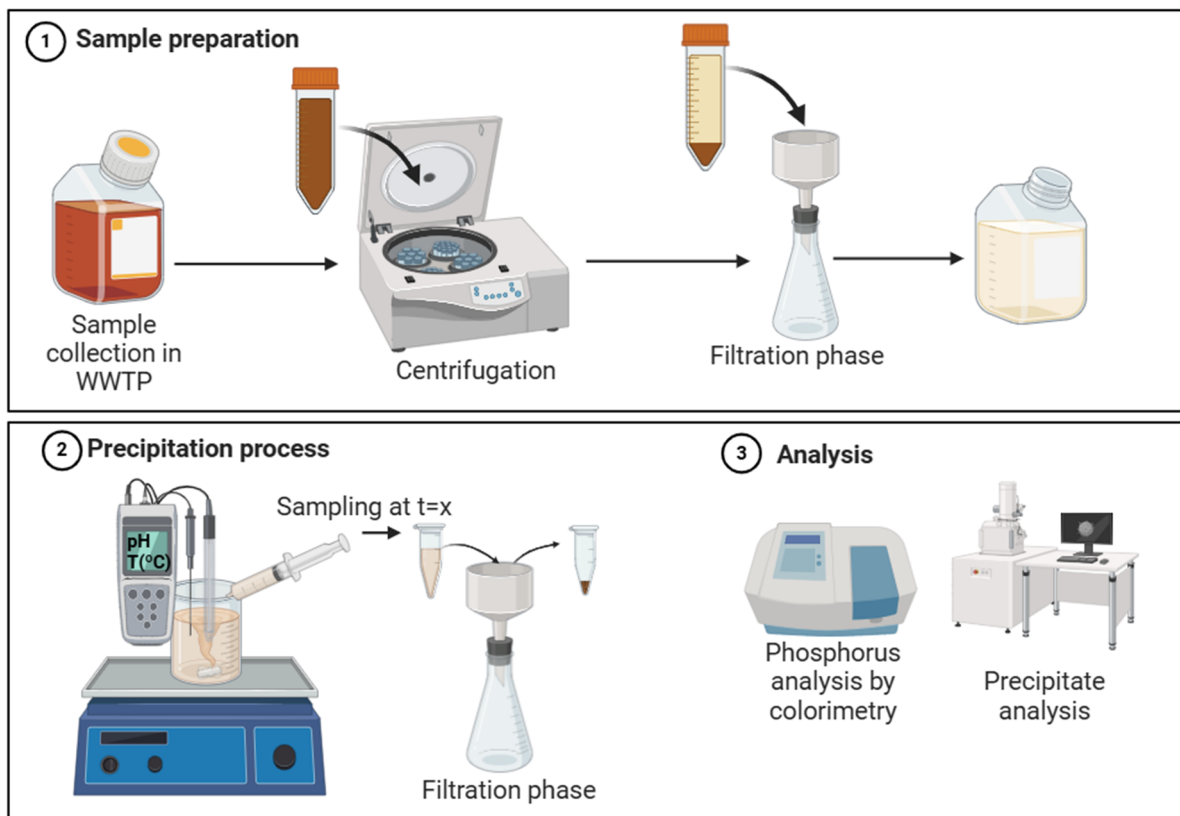 1 Sample preparation
Sample
collection in
WWTP
Centrifugation
Filtration phase
2 Precipitation process
Sampling at t=x
pH
T(ºC)
Filtration phase
3 Analysis
Phosphorus
analysis by
colorimetry
Precipitate
analysis